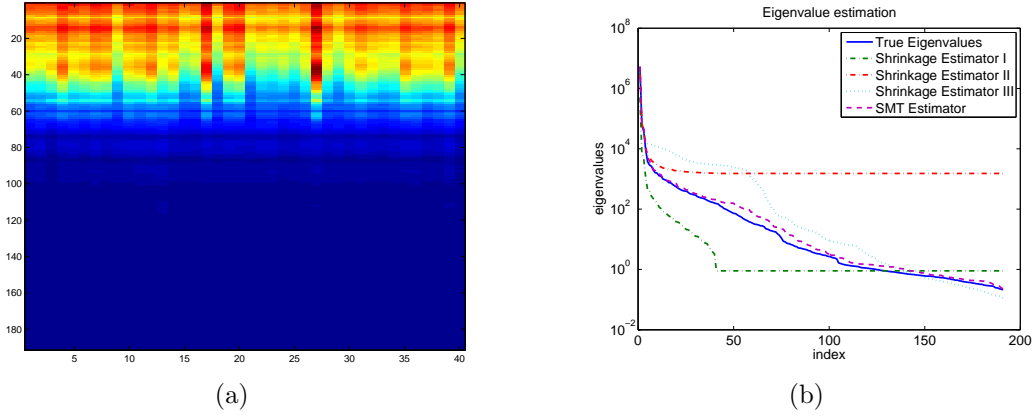 20
40
60
80
100
120
140
160
180
5 10 15 20 25 30 35 40
(a)
Eigenvalue estimation
10^8
10^6
10^4
10^2
10^0
10^−2
eigenvalues
0 50 100 150 200
index
True Eigenvalues
Shrinkage Estimator I
Shrinkage Estimator II
Shrinkage Estimator III
SMT Estimator
(b)